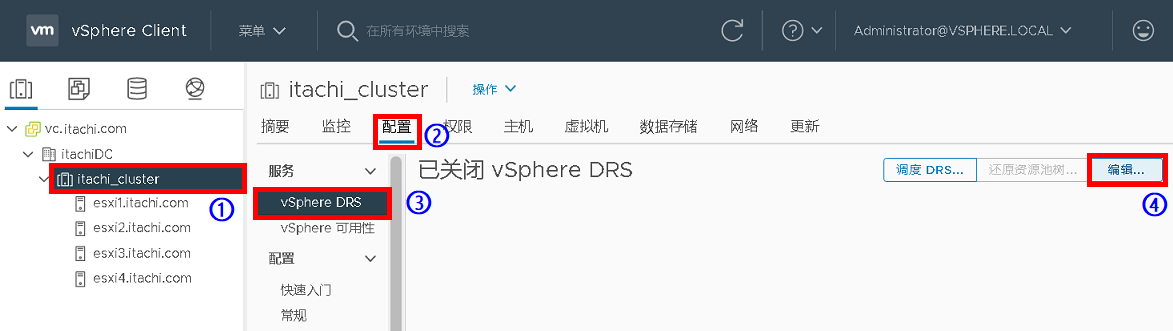 vm vSphere Client 菜单 在所有环境中搜索 Administrator@VSPHERE.LOCAL
vc.itachi.com
itachiDC
itachi_cluster
①
esxi1.itachi.com
esxi2.itachi.com
esxi3.itachi.com
esxi4.itachi.com
itachi_cluster 操作
摘要 监控 配置 ② 权限 主机 虚拟机 数据存储 网络 更新
服务
vSphere DRS
③
vSphere 可用性
配置
快速入门
常规
已关闭 vSphere DRS 调度 DRS... 还原资源池树... 编辑...
④